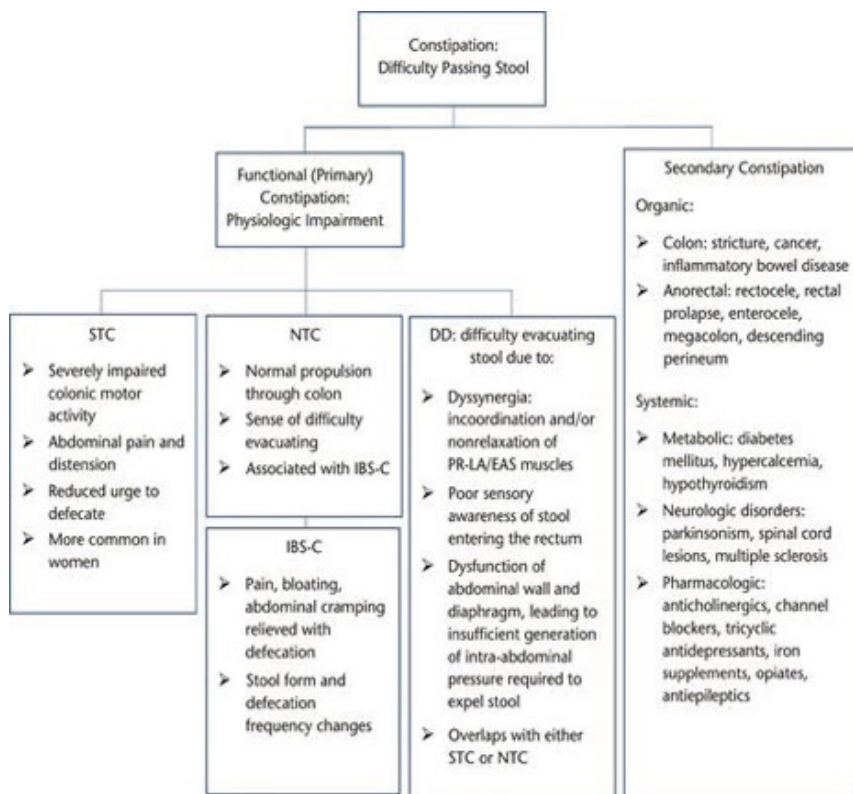 Constipation:
Difficulty Passing Stool
Functional (Primary)
Constipation:
Physiologic Impairment
STC
➢ Severely impaired
colonic motor
activity
➢ Abdominal pain and
distension
➢ Reduced urge to
defecate
➢ More common in
women
NTC
➢ Normal propulsion
through colon
➢ Sense of difficulty
evacuating
➢ Associated with IBS-C
IBS-C
➢ Pain, bloating,
abdominal cramping
relieved with
defecation
➢ Stool form and
defecation
frequency changes
DD: difficulty evacuating
stool due to:
➢ Dyssynergia:
incoordination and/or
nonrelaxation of
PR-LA/EAS muscles
➢ Poor sensory
awareness of stool
entering the rectum
➢ Dysfunction of
abdominal wall and
diaphragm, leading to
insufficient generation
of intra-abdominal
pressure required to
expel stool
➢ Overlaps with either
STC or NTC
Secondary Constipation
Organic:
➢ Colon: stricture, cancer,
inflammatory bowel disease
➢ Anorectal: rectocele, rectal
prolapse, enterocele,
megacolon, descending
perineum
Systemic:
➢ Metabolic: diabetes
mellitus, hypercalcemia,
hypothyroidism
➢ Neurologic disorders:
parkinsonism, spinal cord
lesions, multiple sclerosis
➢ Pharmacologic:
anticholinergics, channel
blockers, tricyclic
antidepressants, iron
supplements, opiates,
antiepileptics